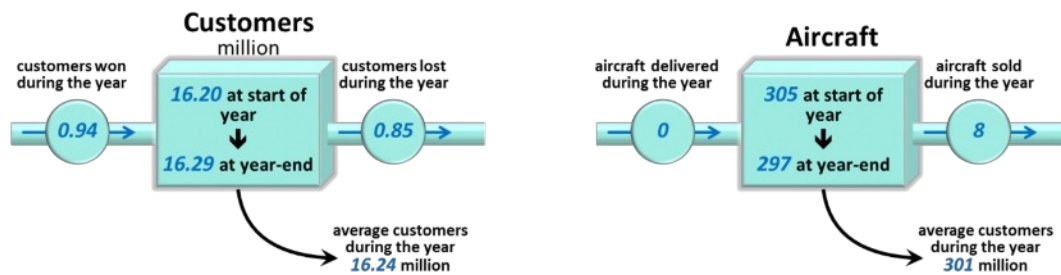 Customers
million
customers won
during the year
0.94
16.20 at start of
year
16.29 at year-end
customers lost
during the year
0.85
average customers
during the year
16.24 million
Aircraft
aircraft delivered
during the year
0
305 at start of
year
297 at year-end
aircraft sold
during the year
8
average customers
during the year
301 million